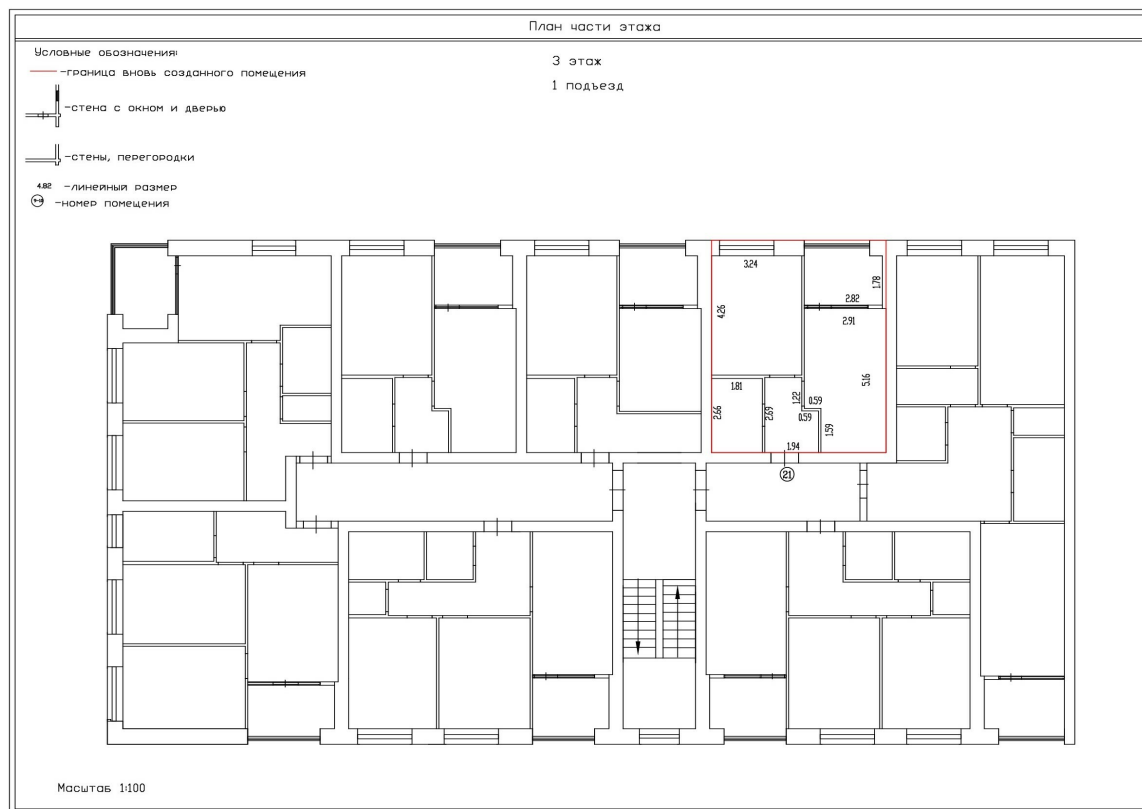 План части этажа
Условные обозначения:
-граница вновь созданного помещения
3 этаж
1 подъезд
-стена с окном и дверью
-стены, перегородки
4.82 -линейный размер
-номер помещения
3.24
1.78
2.82
4.26
2.91
5.16
1.81
1.22
0.59
2.66
2.69
0.59
1.59
1.94
21
Масштаб 1:100